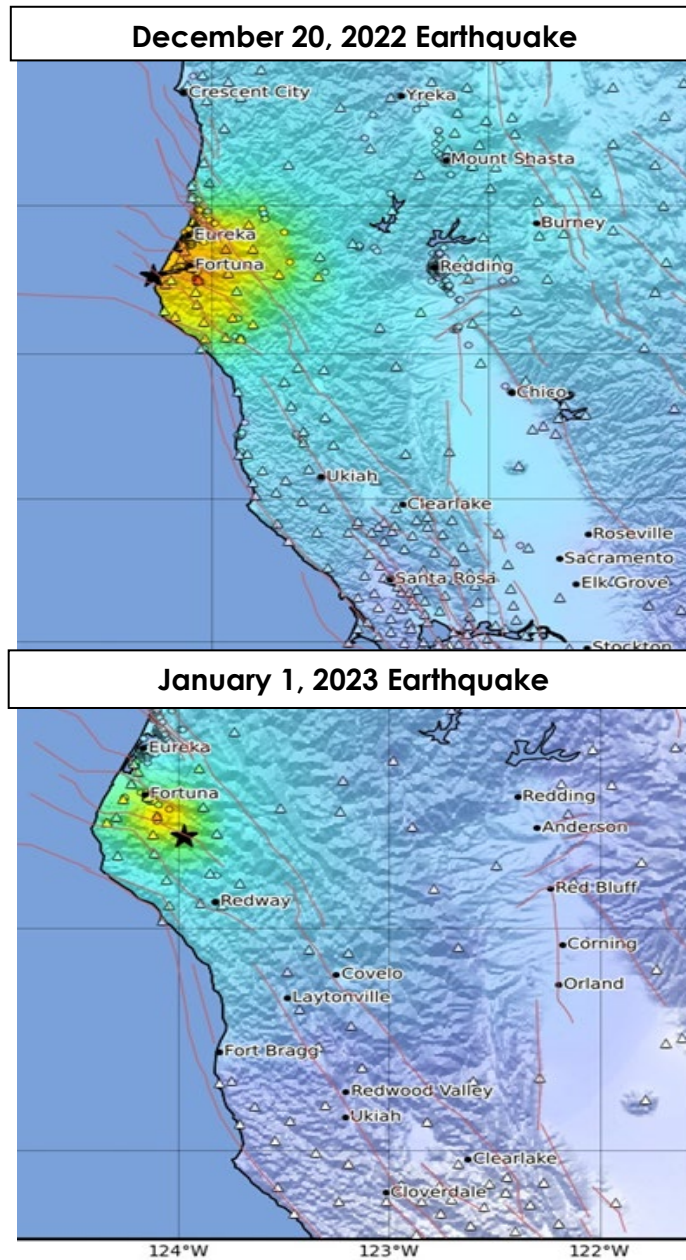 December 20, 2022 Earthquake
Crescent City
Yreka
Mount Shasta
Burney
Eureka
Fortuna
Redding
Chico
Ukiah
Clearlake
Roseville
Sacramento
Santa Rosa
Elk Grove
Stockton
January 1, 2023 Earthquake
Eureka
Fortuna
Redding
Anderson
Red Bluff
Redway
Corning
Covelo
Orland
Laytonville
Fort Bragg
Redwood Valley
Ukiah
Clearlake
Cloverdale
124°W 123°W 122°W